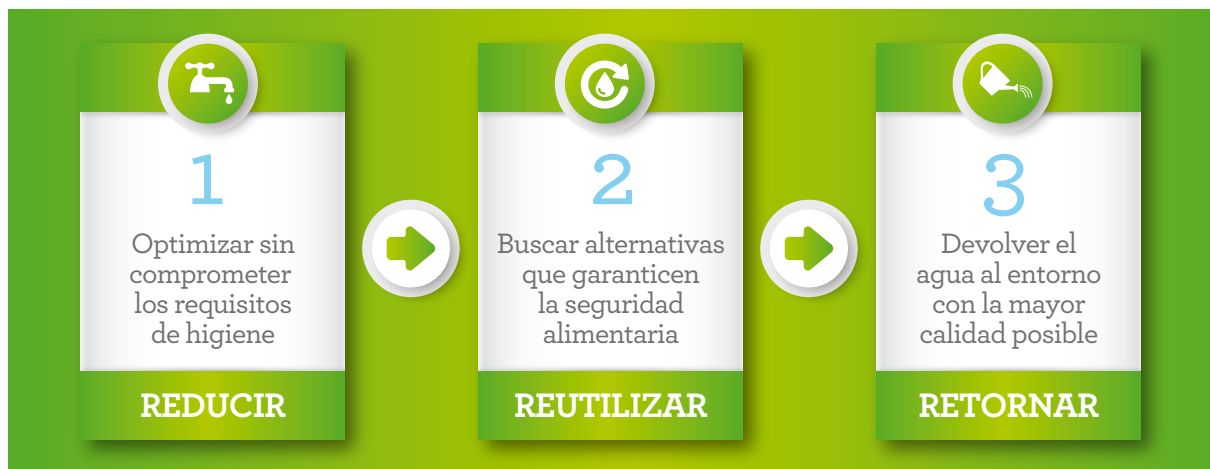 1
Optimizar sin
comprometer
los requisitos
de higiene
REDUCIR
2
Buscar alternativas
que garanticen
la seguridad
alimentaria
REUTILIZAR
3
Devolver el
agua al entorno
con la mayor
calidad posible
RETORNAR